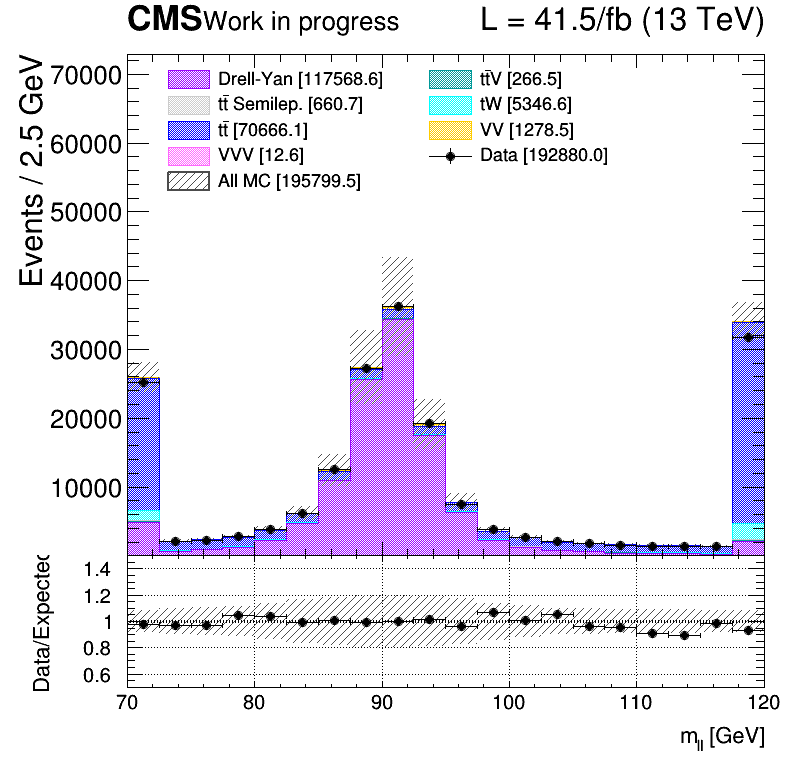 CMS Work in progress L = 41.5/fb (13 TeV)
Events / 2.5 GeV
70000
60000
50000
40000
30000
20000
10000
Drell-Yan [117568.6]
tt̄ Semilep. [660.7]
tt̄ [70666.1]
VVV [12.6]
All MC [195799.5]
tt̄V [266.5]
tW [5346.6]
VV [1278.5]
Data [192880.0]
Data/Expected
1.4
1.2
1
0.8
0.6
70 80 90 100 110 120
m_ll [GeV]